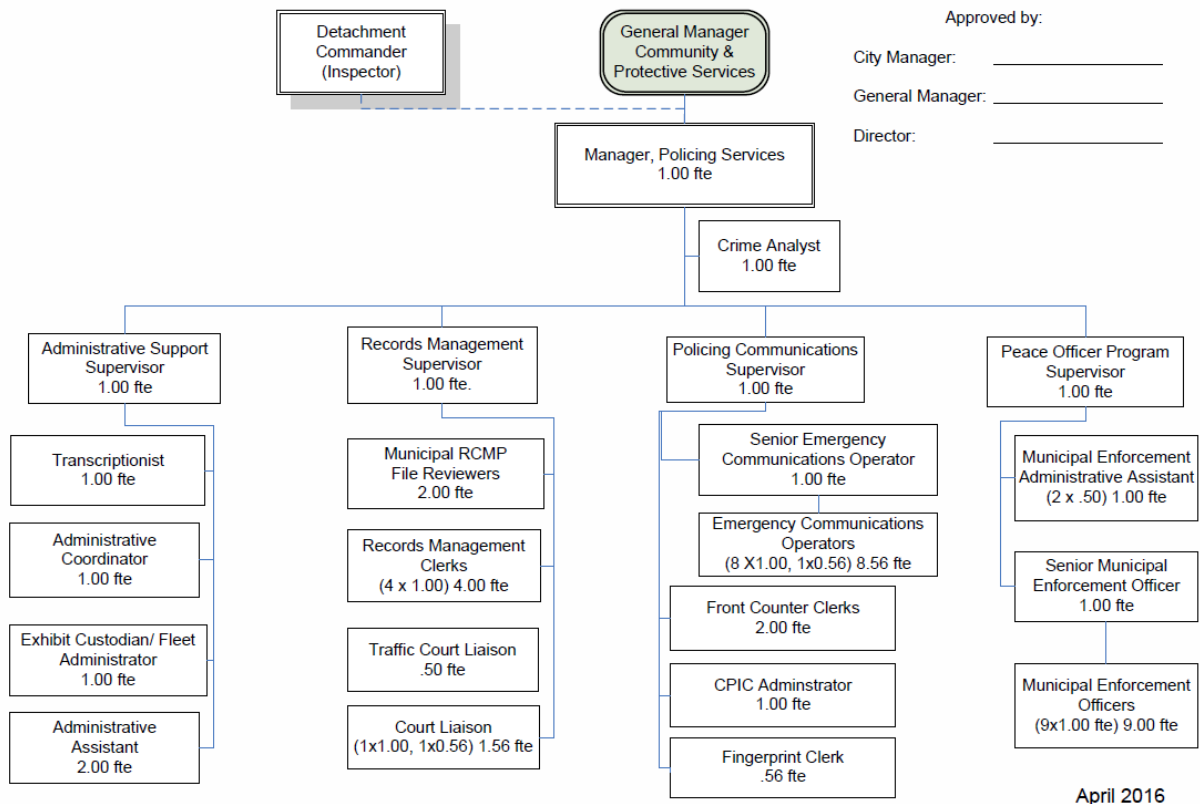 Detachment
Commander
(Inspector)
General Manager
Community &
Protective Services
Approved by:
City Manager:
General Manager:
Director:
Manager, Policing Services
1.00 fte
Crime Analyst
1.00 fte
Administrative Support
Supervisor
1.00 fte
Transcriptionist
1.00 fte
Administrative
Coordinator
1.00 fte
Exhibit Custodian/ Fleet
Administrator
1.00 fte
Administrative
Assistant
2.00 fte
Records Management
Supervisor
1.00 fte.
Municipal RCMP
File Reviewers
2.00 fte
Records Management
Clerks
(4 x 1.00) 4.00 fte
Traffic Court Liaison
.50 fte
Court Liaison
(1x1.00, 1x0.56) 1.56 fte
Policing Communications
Supervisor
1.00 fte
Senior Emergency
Communications Operator
1.00 fte
Emergency Communications
Operators
(8 X1.00, 1x0.56) 8.56 fte
Front Counter Clerks
2.00 fte
CPIC Adminstrator
1.00 fte
Fingerprint Clerk
.56 fte
Peace Officer Program
Supervisor
1.00 fte
Municipal Enforcement
Administrative Assistant
(2 x .50) 1.00 fte
Senior Municipal
Enforcement Officer
1.00 fte
Municipal Enforcement
Officers
(9x1.00 fte) 9.00 fte
April 2016